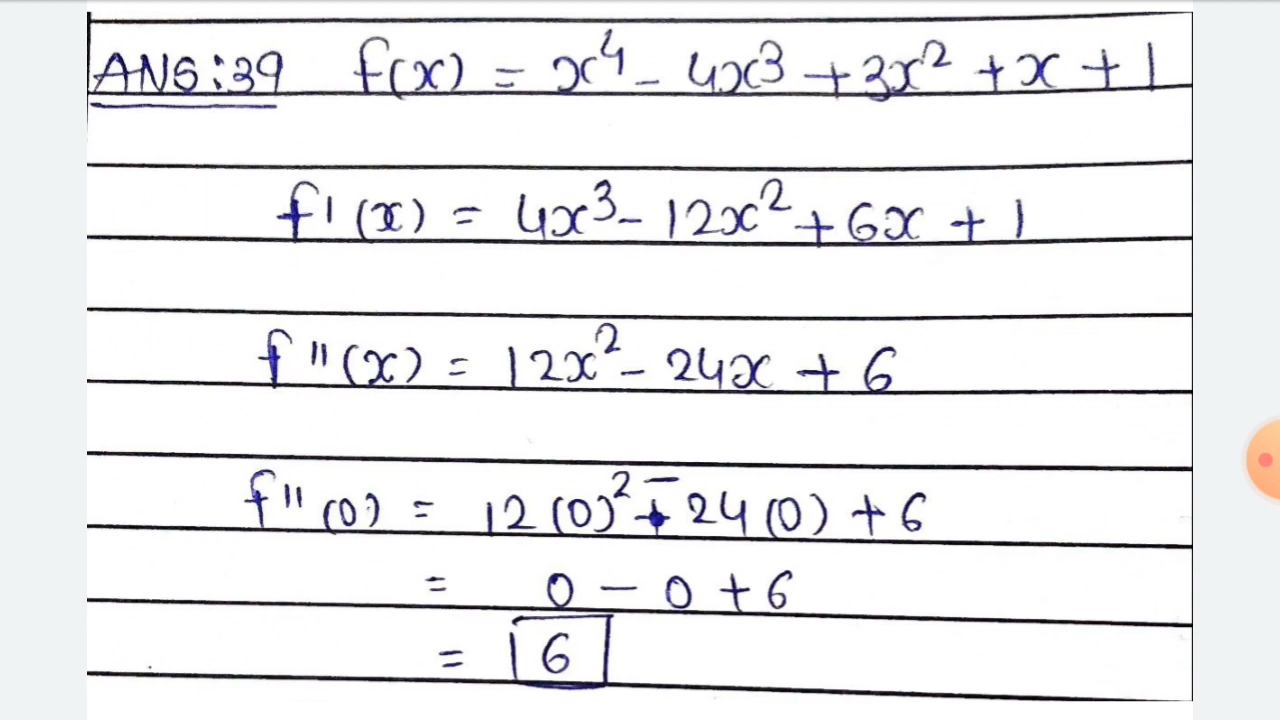 ANS:39 f(x) = x⁴ - 4x³ + 3x² + x + 1
f'(x) = 4x³ - 12x² + 6x + 1
f"(x) = 12x² - 24x + 6
f"(0) = 12(0)² - 24(0) + 6
= 0 - 0 + 6
= 6